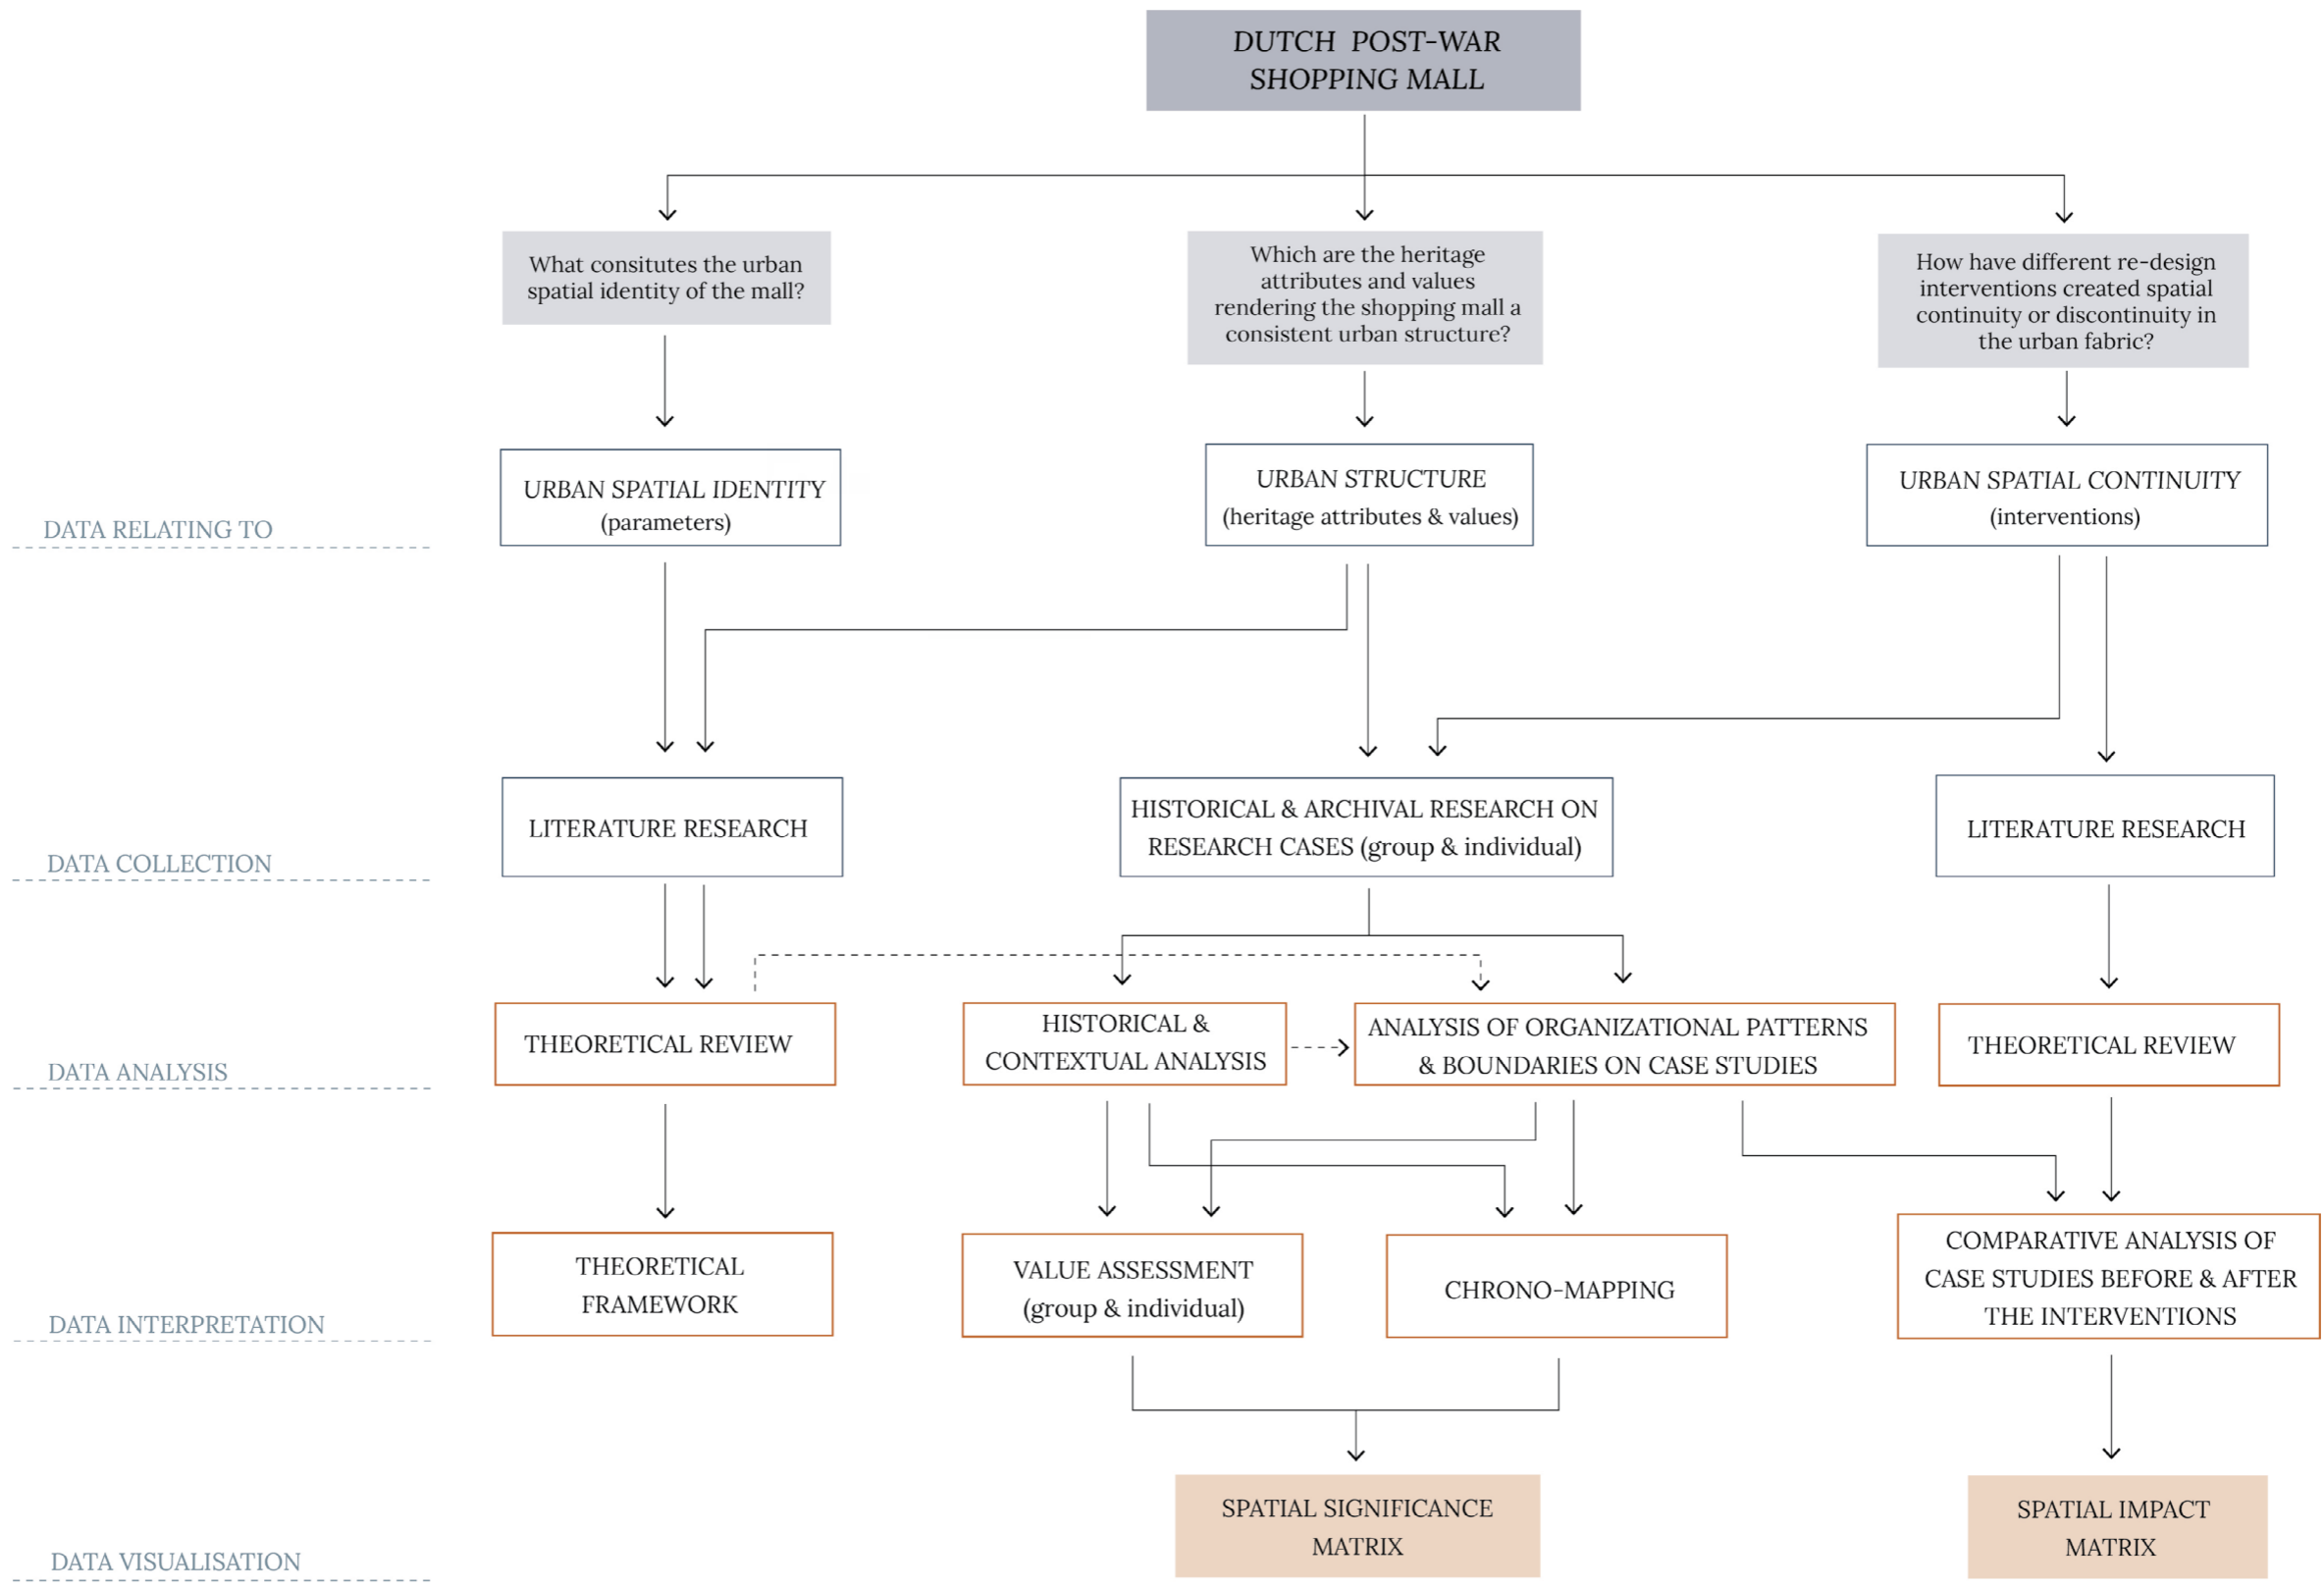 DUTCH POST-WAR
SHOPPING MALL
What consitutes the urban
spatial identity of the mall?
Which are the heritage
attributes and values
rendering the shopping mall a
consistent urban structure?
How have different re-design
interventions created spatial
continuity or discontinuity in
the urban fabric?
DATA RELATING TO
URBAN SPATIAL IDENTITY
(parameters)
URBAN STRUCTURE
(heritage attributes & values)
URBAN SPATIAL CONTINUITY
(interventions)
DATA COLLECTION
LITERATURE RESEARCH
HISTORICAL & ARCHIVAL RESEARCH ON
RESEARCH CASES (group & individual)
LITERATURE RESEARCH
DATA ANALYSIS
THEORETICAL REVIEW
HISTORICAL &
CONTEXTUAL ANALYSIS
ANALYSIS OF ORGANIZATIONAL PATTERNS
& BOUNDARIES ON CASE STUDIES
THEORETICAL REVIEW
DATA INTERPRETATION
THEORETICAL
FRAMEWORK
VALUE ASSESSMENT
(group & individual)
CHRONO-MAPPING
COMPARATIVE ANALYSIS OF
CASE STUDIES BEFORE & AFTER
THE INTERVENTIONS
DATA VISUALISATION
SPATIAL SIGNIFICANCE
MATRIX
SPATIAL IMPACT
MATRIX